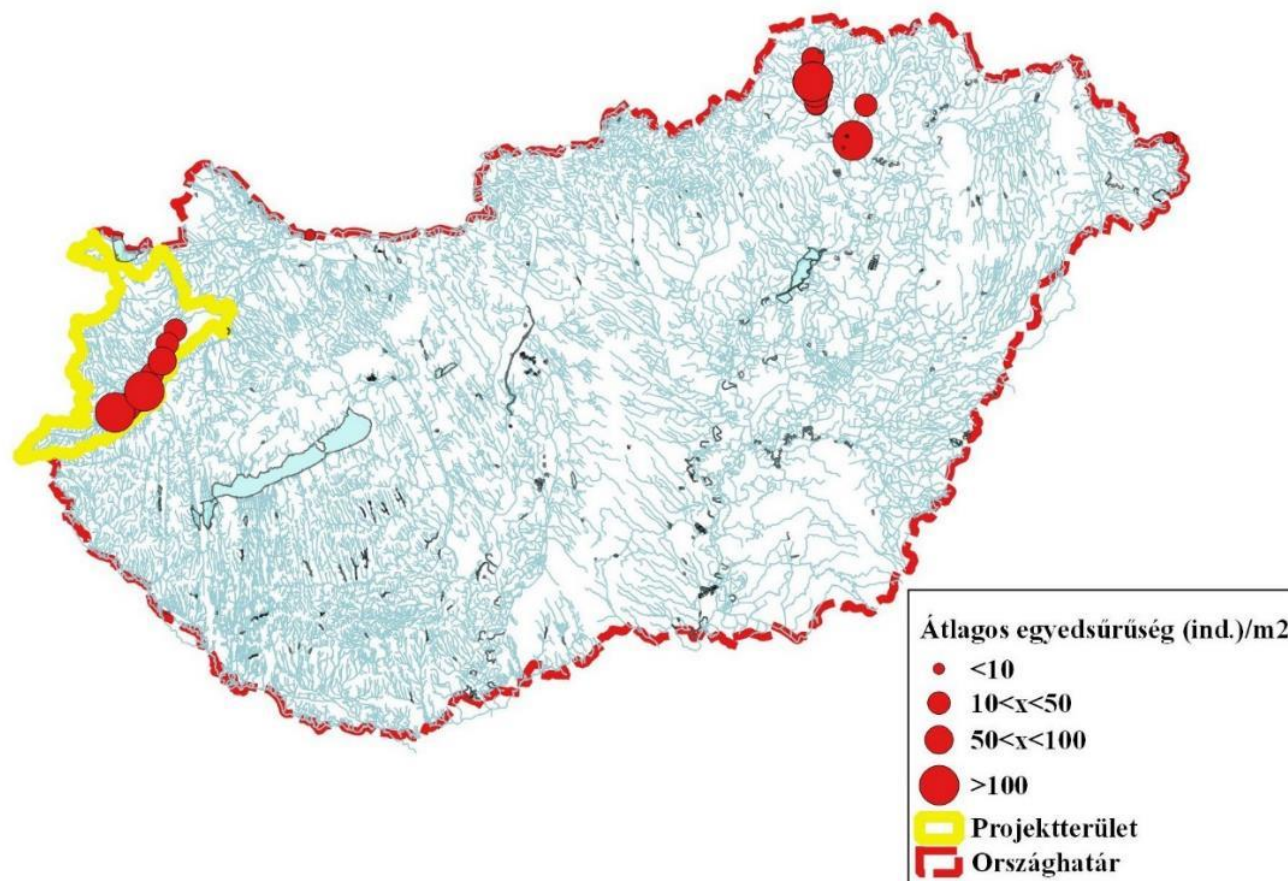 Átlagos egyedsűrűség (ind.)/m2
<10
10<x<50
50<x<100
>100
Projektterület
Országhatár